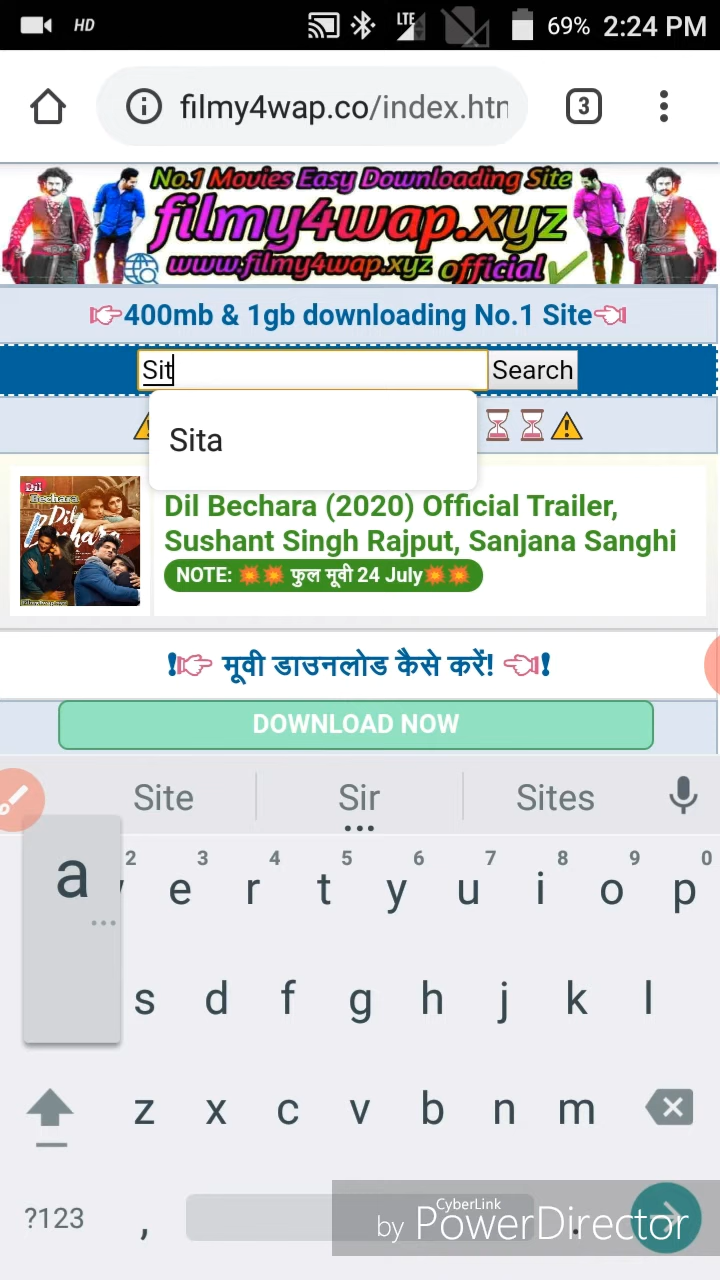 HD LTE 69% 2:24 PM
filmy4wap.co/index.htm
3
No.1 Movies Easy Downloading Site
filmy4wap.xyz
www.filmy4wap.xyz official
400mb & 1gb downloading No.1 Site
Sit Search
Sita
Dil Bechara
Dil Bechara (2020) Official Trailer,
Sushant Singh Rajput, Sanjana Sanghi
NOTE: 💥💥 फुल मूवी 24 July💥💥
❗👉 मूवी डाउनलोड कैसे करें! 👈❗
DOWNLOAD NOW
Site Sir Sites
2 3 4 5 6 7 8 9 0
a e r t y u i o p
s d f g h j k l
z x c v b n m
?123 , .
CyberLink
by PowerDirector